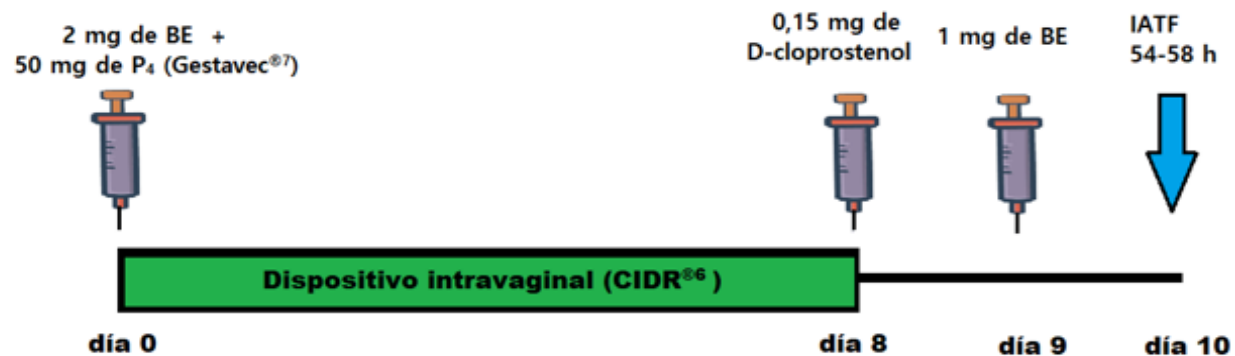 2 mg de BE +
50 mg de P₄ (Gestavec®⁷)
0,15 mg de
D-cloprostenol
1 mg de BE
IATF
54-58 h
Dispositivo intravaginal (CIDR®⁶ )
día 0
día 8
día 9
día 10